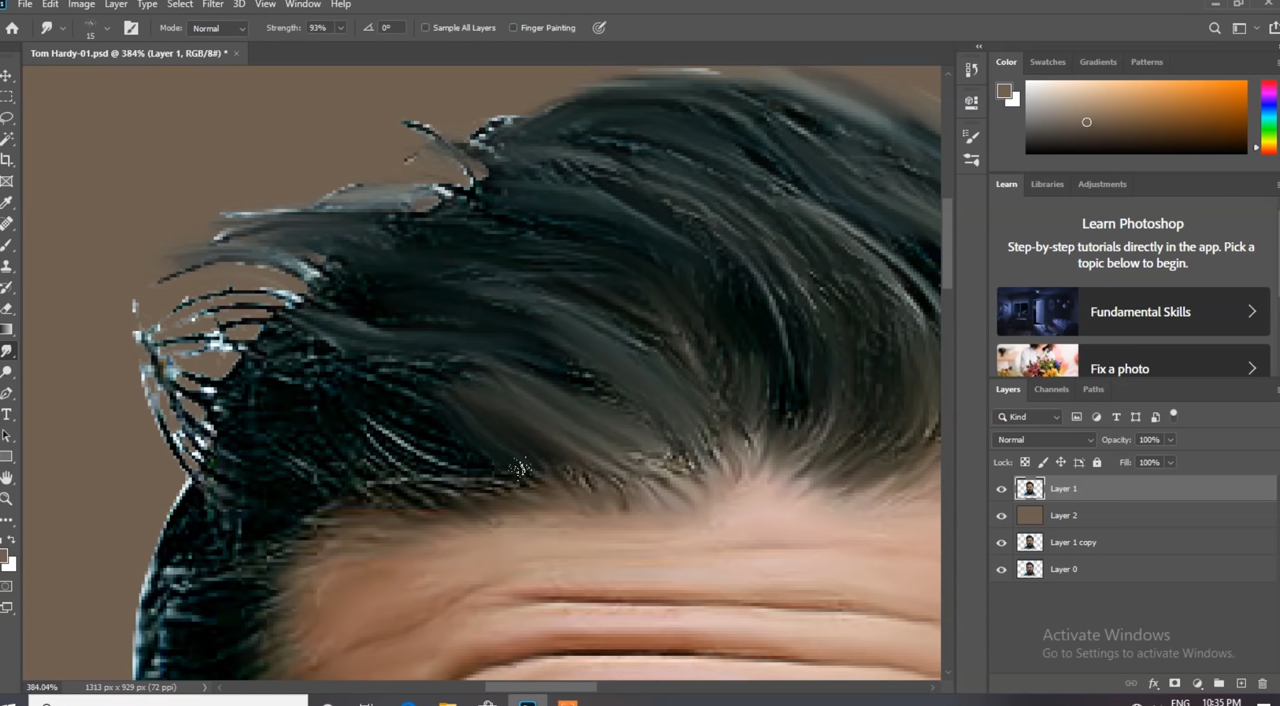 File Edit Image Layer Type Select Filter 3D View Window Help
15 Mode: Normal Strength: 93% 0° Sample All Layers Finger Painting
Tom Hardy-01.psd @ 384% (Layer 1, RGB/8#) * ×
Color Swatches Gradients Patterns
Learn Libraries Adjustments
Learn Photoshop
Step-by-step tutorials directly in the app. Pick a
topic below to begin.
Fundamental Skills
Fix a photo
Layers Channels Paths
Kind
Normal Opacity: 100%
Lock: Fill: 100%
Layer 1
Layer 2
Layer 1 copy
Layer 0
Activate Windows
Go to Settings to activate Windows.
384.04% 1313 px x 929 px (72 ppi)
ENG 10:35 PM